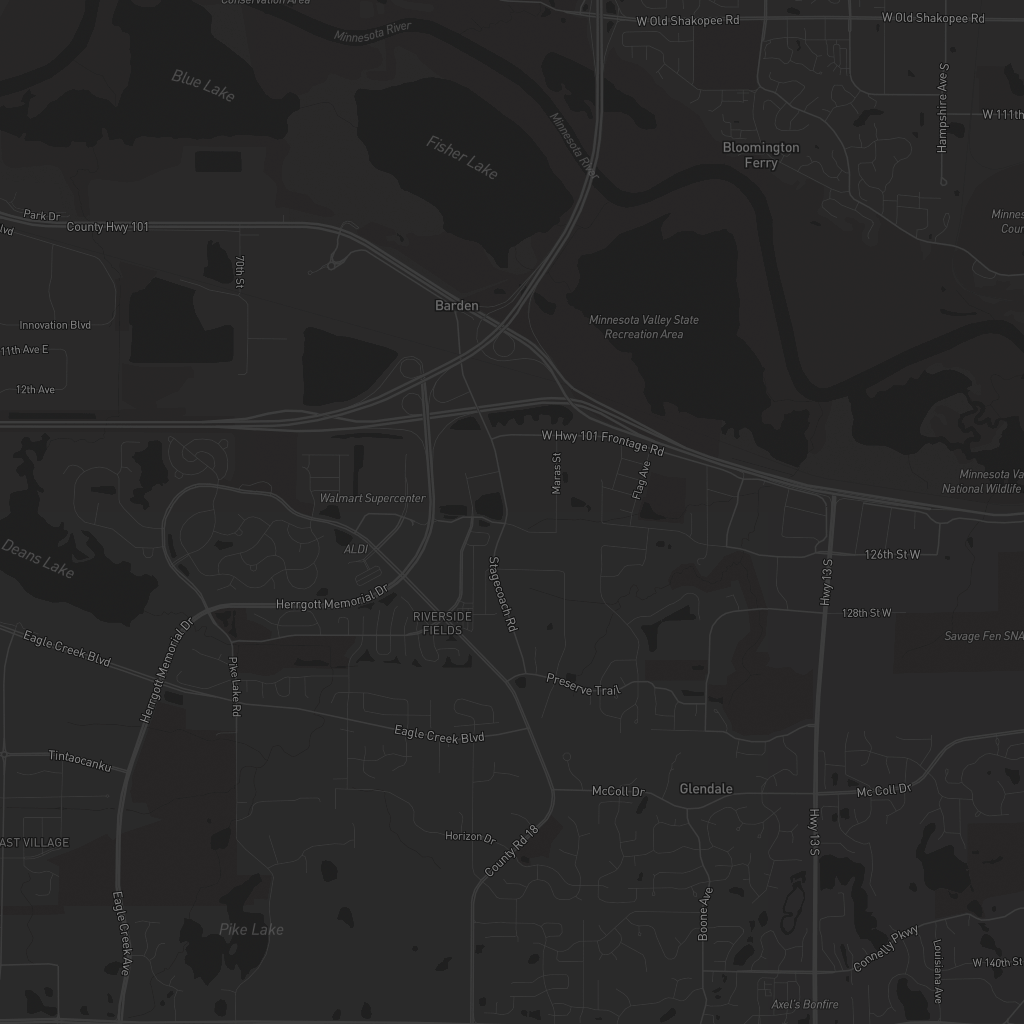 Conservation Area
Minnesota River
W Old Shakopee Rd
W Old Shakopee Rd
Blue Lake
Hampshire Ave S
W 111th
Minnesota River
Fisher Lake
Bloomington
Ferry
Park Dr
County Hwy 101
lvd
Minnes
Cour
70th St
Barden
Innovation Blvd
Minnesota Valley State
Recreation Area
11th Ave E
12th Ave
W Hwy 101 Frontage Rd
Maras St
Flag Ave
Minnesota Va
National Wildlife
Walmart Supercenter
ALDI
Deans Lake
126th St W
Hwy 13 S
Stagecoach Rd
Herrgott Memorial Dr
RIVERSIDE
FIELDS
128th St W
Savage Fen SNA
Eagle Creek Blvd
Herrgott Memorial Dr
Pike Lake Rd
Preserve Trail
Eagle Creek Blvd
Tintaocanku
McColl Dr
Glendale
Mc Coll Dr
Hwy 13 S
Horizon Dr
County Rd 18
AST VILLAGE
Eagle Creek Ave
Pike Lake
Boone Ave
Connelly Pkwy
Louisiana Ave
W 140th St
Axel's Bonfire